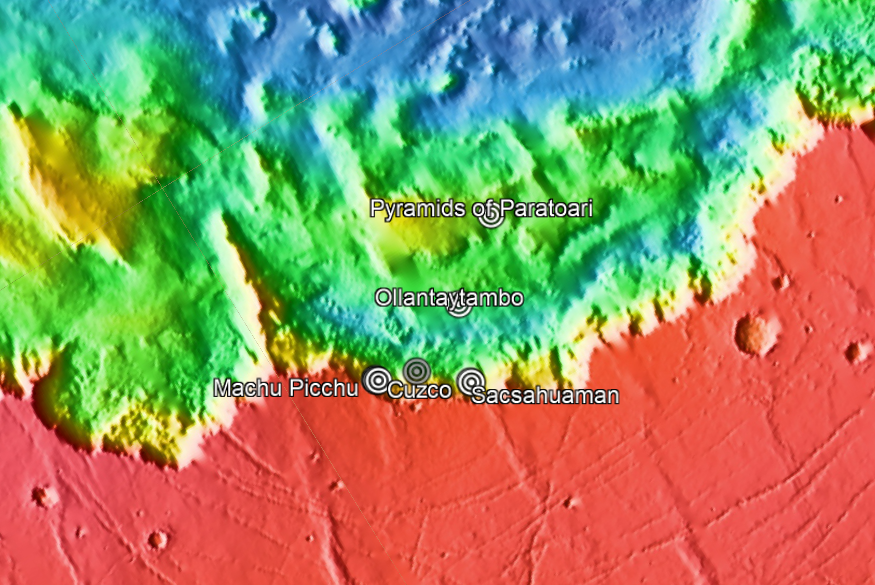 Pyramids of Paratoari
Ollantaytambo
Machu Picchu
Cuzco
Sacsahuaman